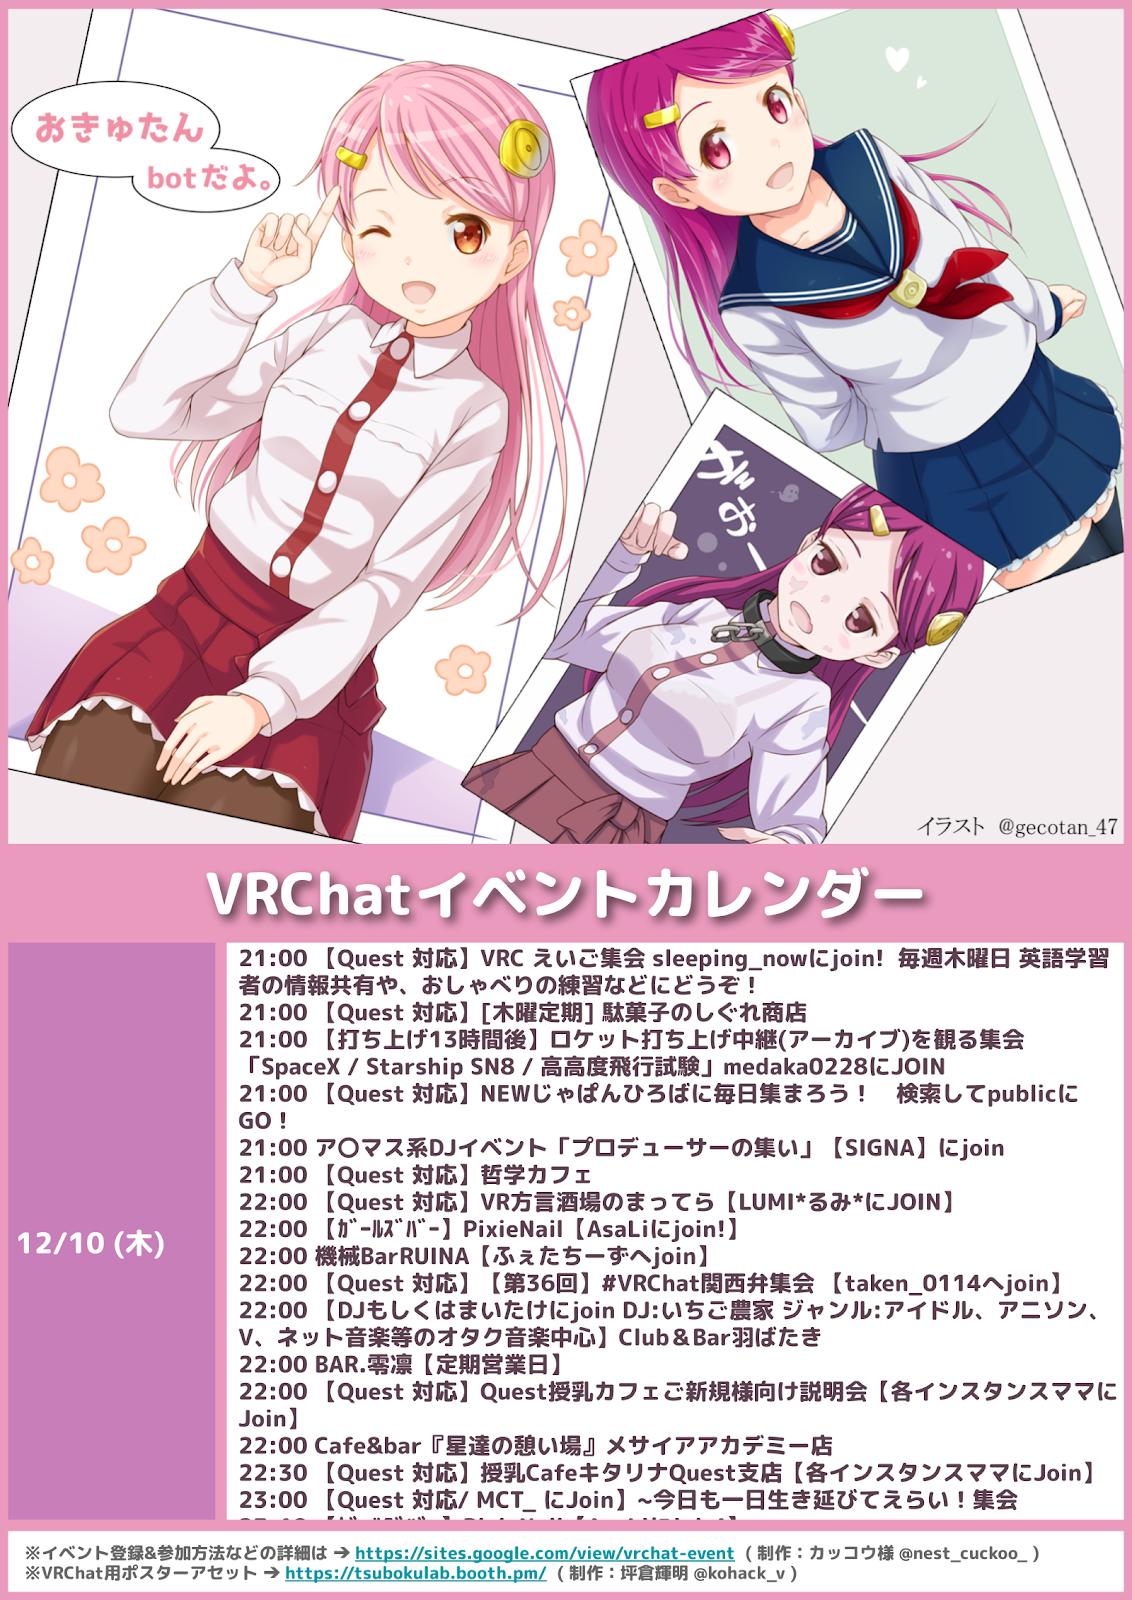 おきゅたん
botだよ。
がおー
イラスト @gecotan_47
VRChatイベントカレンダー
12/10 (木)
21:00 【Quest 対応】VRC えいご集会 sleeping_nowにjoin! 毎週木曜日 英語学習
者の情報共有や、おしゃべりの練習などにどうぞ！
21:00 【Quest 対応】[木曜定期] 駄菓子のしぐれ商店
21:00 【打ち上げ13時間後】ロケット打ち上げ中継(アーカイブ)を観る集会
「SpaceX / Starship SN8 / 高高度飛行試験」medaka0228にJOIN
21:00 【Quest 対応】NEWじゃぱんひろばに毎日集まろう！　検索してpublicに
GO！
21:00 ア〇マス系DJイベント「プロデューサーの集い」【SIGNA】にjoin
21:00 【Quest 対応】哲学カフェ
22:00 【Quest 対応】VR方言酒場のまってら【LUMI*るみ*にJOIN】
22:00 【ｶﾞｰﾙｽﾞﾊﾞｰ】PixieNail【AsaLiにjoin!】
22:00 機械BarRUINA【ふぇたちーずへjoin】
22:00 【Quest 対応】【第36回】#VRChat関西弁集会 【taken_0114へjoin】
22:00 【DJもしくはまいたけにjoin DJ:いちご農家 ジャンル:アイドル、アニソン、
V、ネット音楽等のオタク音楽中心】Club＆Bar羽ばたき
22:00 BAR.零凛【定期営業日】
22:00 【Quest 対応】Quest授乳カフェご新規様向け説明会【各インスタンスママに
Join】
22:00 Cafe&bar『星達の憩い場』メサイアアカデミー店
22:30 【Quest 対応】授乳CafeキタリナQuest支店【各インスタンスママにJoin】
23:00 【Quest 対応/ MCT_ にJoin】~今日も一日生き延びてえらい！集会
※イベント登録&参加方法などの詳細は ➔ https://sites.google.com/view/vrchat-event ( 制作：カッコウ様 @nest_cuckoo_ )
※VRChat用ポスターアセット ➔ https://tsubokulab.booth.pm/ ( 制作：坪倉輝明 @kohack_v )